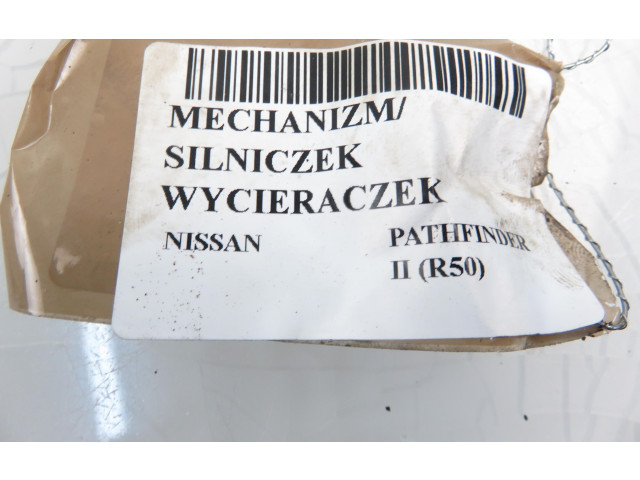 MECHANIZM/
SILNICZEK
WYCIERACZEK
NISSAN PATHFINDER
II (R50)